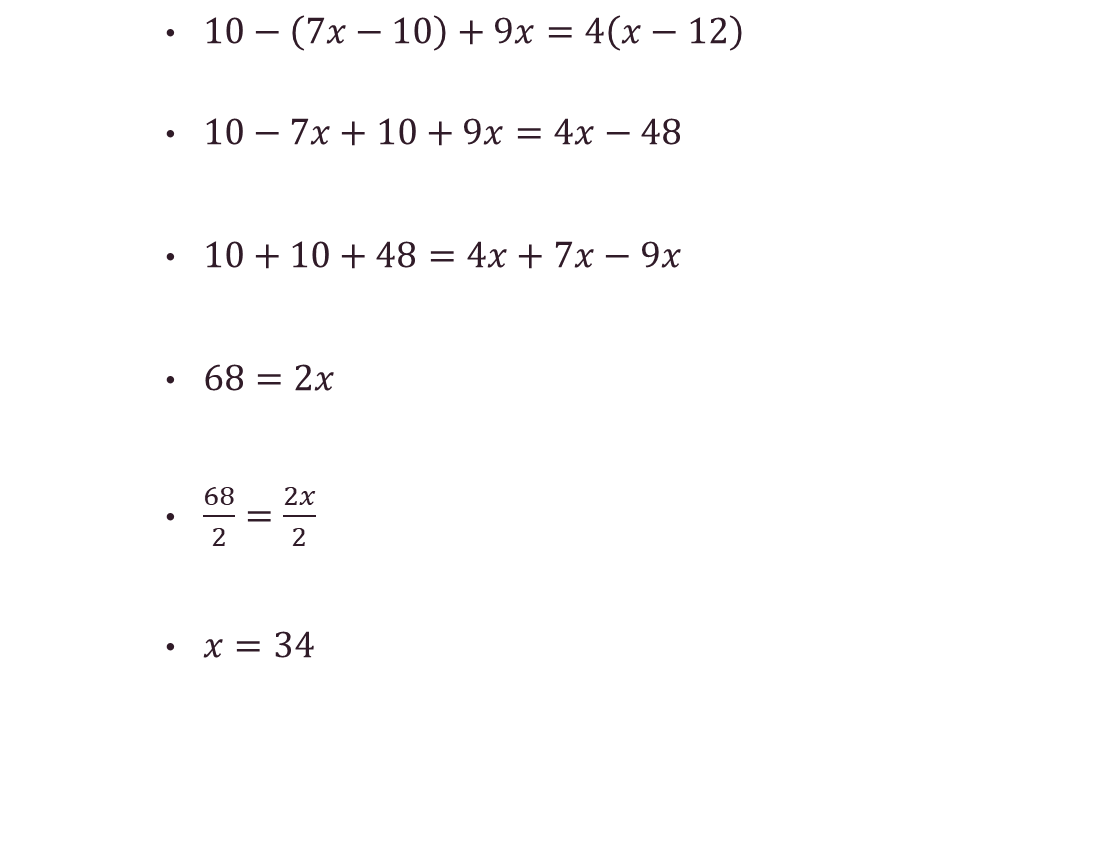 • 10 − (7x − 10) + 9x = 4(x − 12)
• 10 − 7x + 10 + 9x = 4x − 48
• 10 + 10 + 48 = 4x + 7x − 9x
• 68 = 2x
• 68/2 = 2x/2
• x = 34